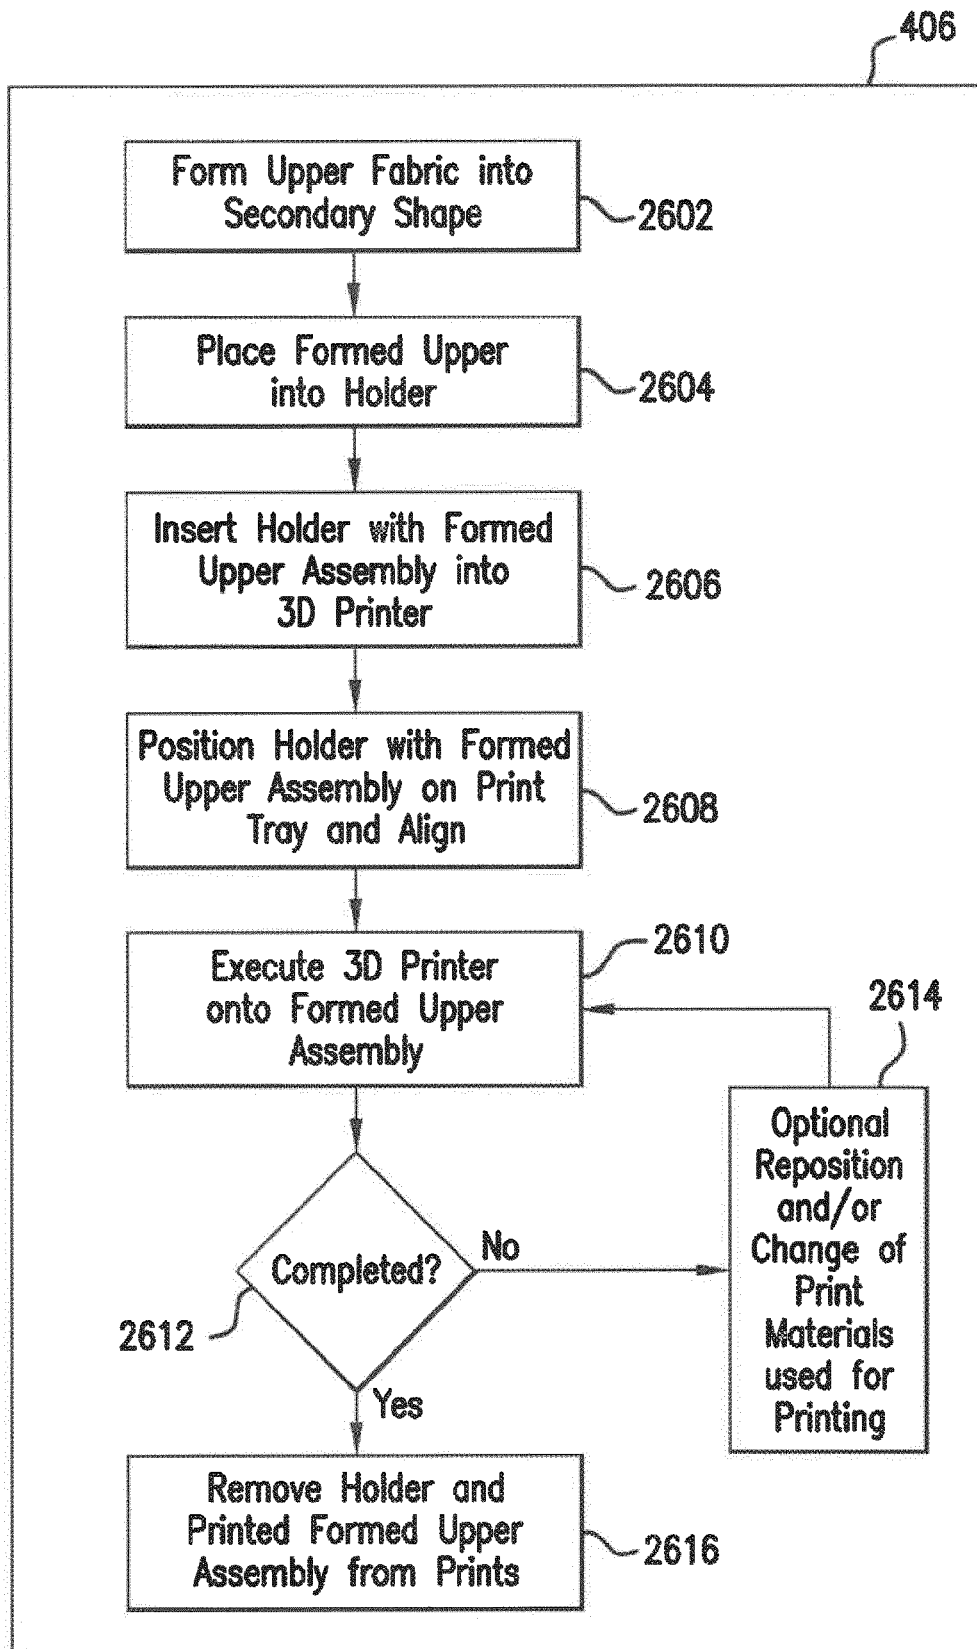 406
Form Upper Fabric into
Secondary Shape
2602
Place Formed Upper
into Holder
2604
Insert Holder with Formed
Upper Assembly into
3D Printer
2606
Position Holder with Formed
Upper Assembly on Print
Tray and Align
2608
Execute 3D Printer
onto Formed Upper
Assembly
2610
2614
Optional
Reposition
and/or
Change of
Print
Materials
used for
Printing
Completed?
No
2612
Yes
Remove Holder and
Printed Formed Upper
Assembly from Prints
2616